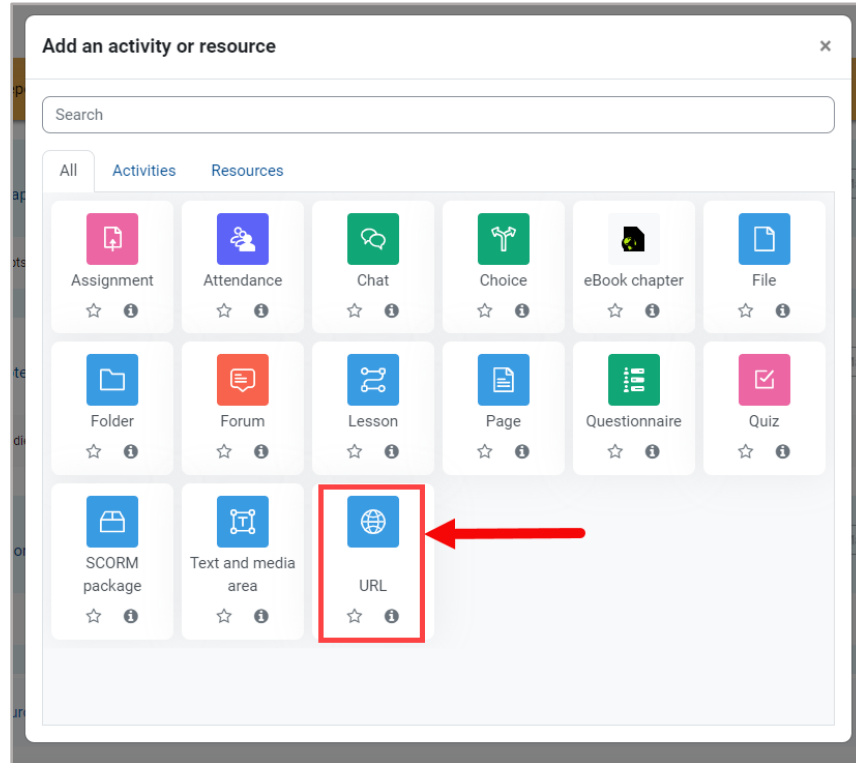 Add an activity or resource
×
Search
All Activities Resources
Assignment Attendance Chat Choice eBook chapter File
Folder Forum Lesson Page Questionnaire Quiz
SCORM package Text and media area URL